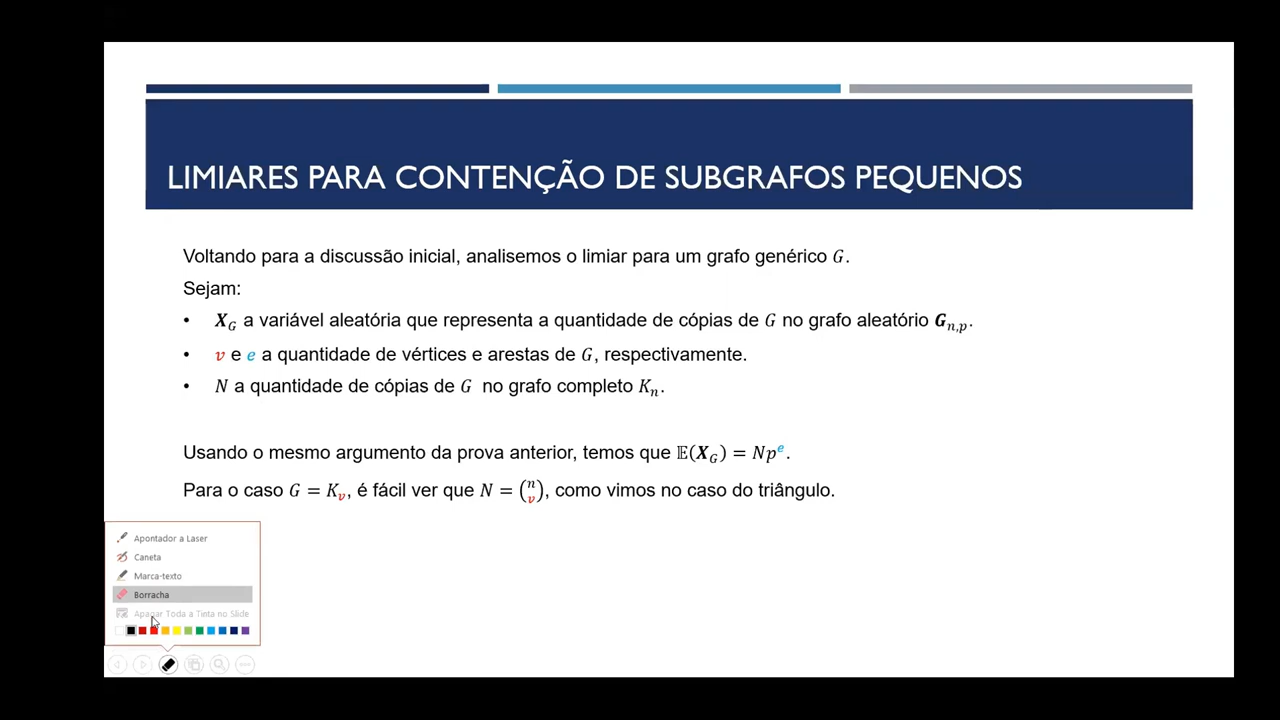 LIMIARES PARA CONTENÇÃO DE SUBGRAFOS PEQUENOS
Voltando para a discussão inicial, analisemos o limiar para um grafo genérico G.
Sejam:
• X_G a variável aleatória que representa a quantidade de cópias de G no grafo aleatório G_{n,p}.
• v e e a quantidade de vértices e arestas de G, respectivamente.
• N a quantidade de cópias de G no grafo completo K_n.
Usando o mesmo argumento da prova anterior, temos que 𝔼(X_G) = Np^e.
Para o caso G = K_v, é fácil ver que N = \binom{n}{v}, como vimos no caso do triângulo.
Apontador a Laser
Caneta
Marca-texto
Borracha
Apagar Toda a Tinta no Slide